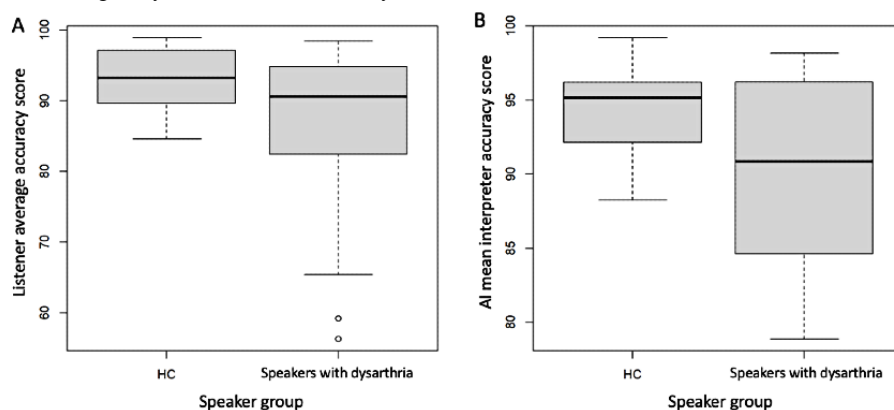 A
Listener average accuracy score
100
90
80
70
60
HC
Speakers with dysarthria
Speaker group
B
AI mean interpreter accuracy score
100
95
90
85
80
HC
Speakers with dysarthria
Speaker group